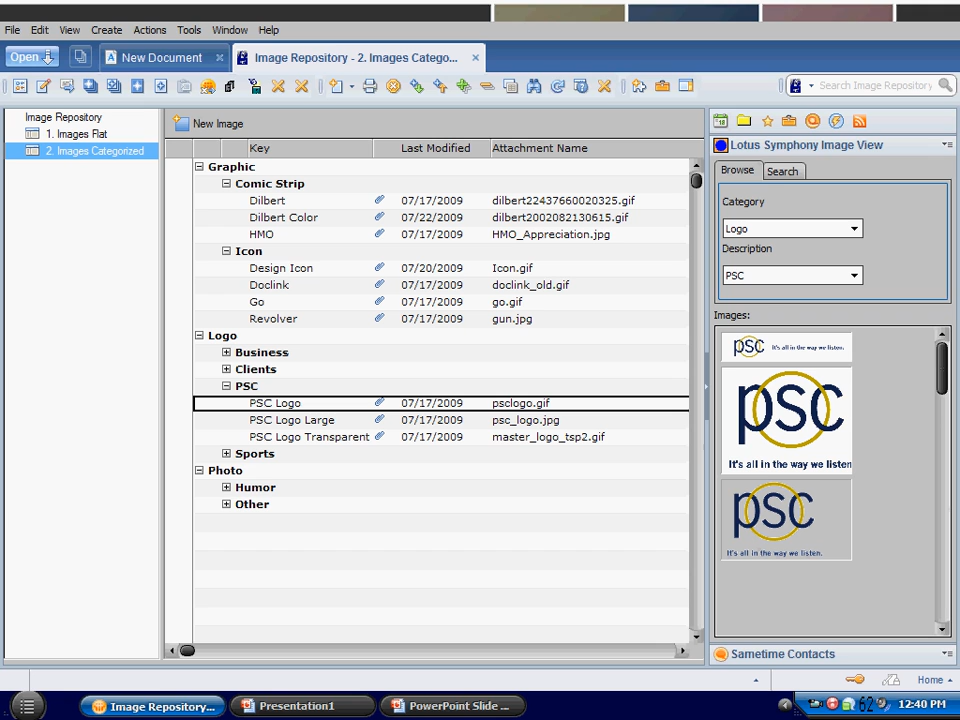 File Edit View Create Actions Tools Window Help
Open
New Document
Image Repository - 2. Images Catego...
Search Image Repository
Image Repository
1. Images Flat
2. Images Categorized
New Image
Key Last Modified Attachment Name
Graphic
Comic Strip
Dilbert 07/17/2009 dilbert22437660020325.gif
Dilbert Color 07/22/2009 dilbert2002082130615.gif
HMO 07/17/2009 HMO_Appreciation.jpg
Icon
Design Icon 07/20/2009 Icon.gif
Doclink 07/17/2009 doclink_old.gif
Go 07/17/2009 go.gif
Revolver 07/17/2009 gun.jpg
Logo
Business
Clients
PSC
PSC Logo 07/17/2009 psclogo.gif
PSC Logo Large 07/17/2009 psc_logo.jpg
PSC Logo Transparent 07/17/2009 master_logo_tsp2.gif
Sports
Photo
Humor
Other
Lotus Symphony Image View
Browse Search
Category
Logo
Description
PSC
Images:
psc It's all in the way we listen.
psc
It's all in the way we listen
psc
It's all in the way we listen.
Sametime Contacts
Home
Image Repository...
Presentation1
PowerPoint Slide ...
62
12:40 PM